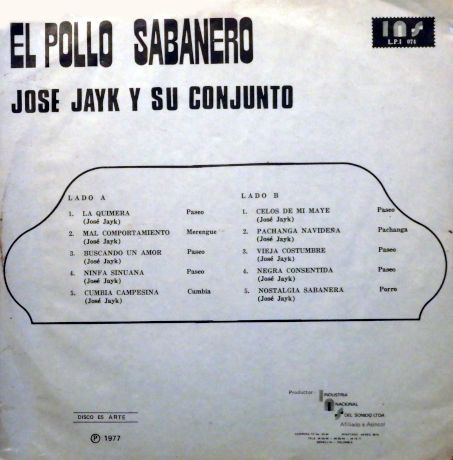 EL POLLO SABANERO
INS
L.P.I 074
JOSE JAYK Y SU CONJUNTO
LADO A
1. LA QUIMERA Paseo
(José Jayk)
2. MAL COMPORTAMIENTO Merengue
(José Jayk)
3. BUSCANDO UN AMOR Paseo
(José Jayk)
4. NINFA SINUANA Paseo
(José Jayk)
5. CUMBIA CAMPESINA Cumbia
(José Jayk)
LADO B
1. CELOS DE MI MAYE Paseo
(José Jayk)
2. PACHANGA NAVIDEÑA Pachanga
(José Jayk)
3. VIEJA COSTUMBRE Paseo
(José Jayk)
4. NEGRA CONSENTIDA Paseo
(José Jayk)
5. NOSTALGIA SABANERA Porro
(José Jayk)
Productor:
INDUSTRIA
NACIONAL
DEL SONIDO LTDA.
Afiliado a Asincol
DISCO ES ARTE
Ⓟ 1977